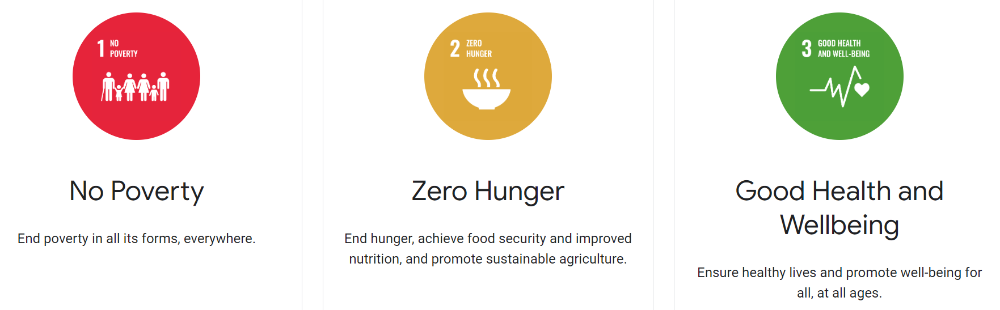 1 NO
POVERTY
No Poverty
End poverty in all its forms, everywhere.
2 ZERO
HUNGER
Zero Hunger
End hunger, achieve food security and improved
nutrition, and promote sustainable agriculture.
3 GOOD HEALTH
AND WELL-BEING
Good Health and
Wellbeing
Ensure healthy lives and promote well-being for
all, at all ages.